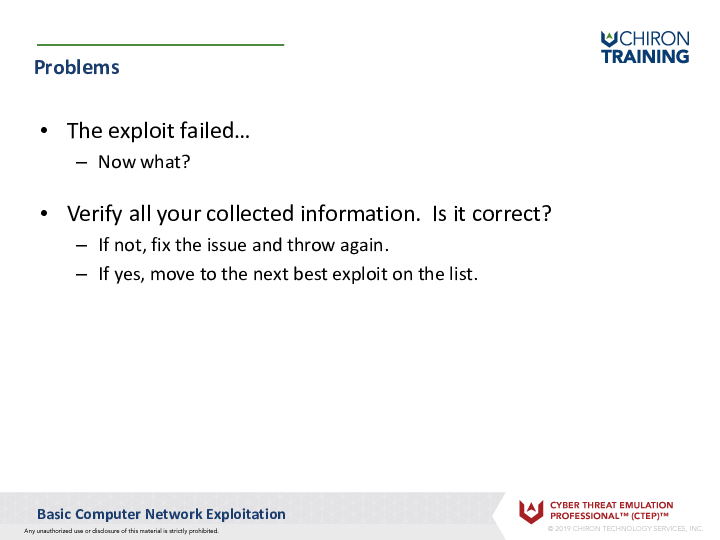 CHIRON
TRAINING
Problems
• The exploit failed…
– Now what?
• Verify all your collected information.  Is it correct?
– If not, fix the issue and throw again.
– If yes, move to the next best exploit on the list.
Basic Computer Network Exploitation
Any unauthorized use or disclosure of this material is strictly prohibited.
CYBER THREAT EMULATION
PROFESSIONAL™ (CTEP)™
© 2019 CHIRON TECHNOLOGY SERVICES, INC.